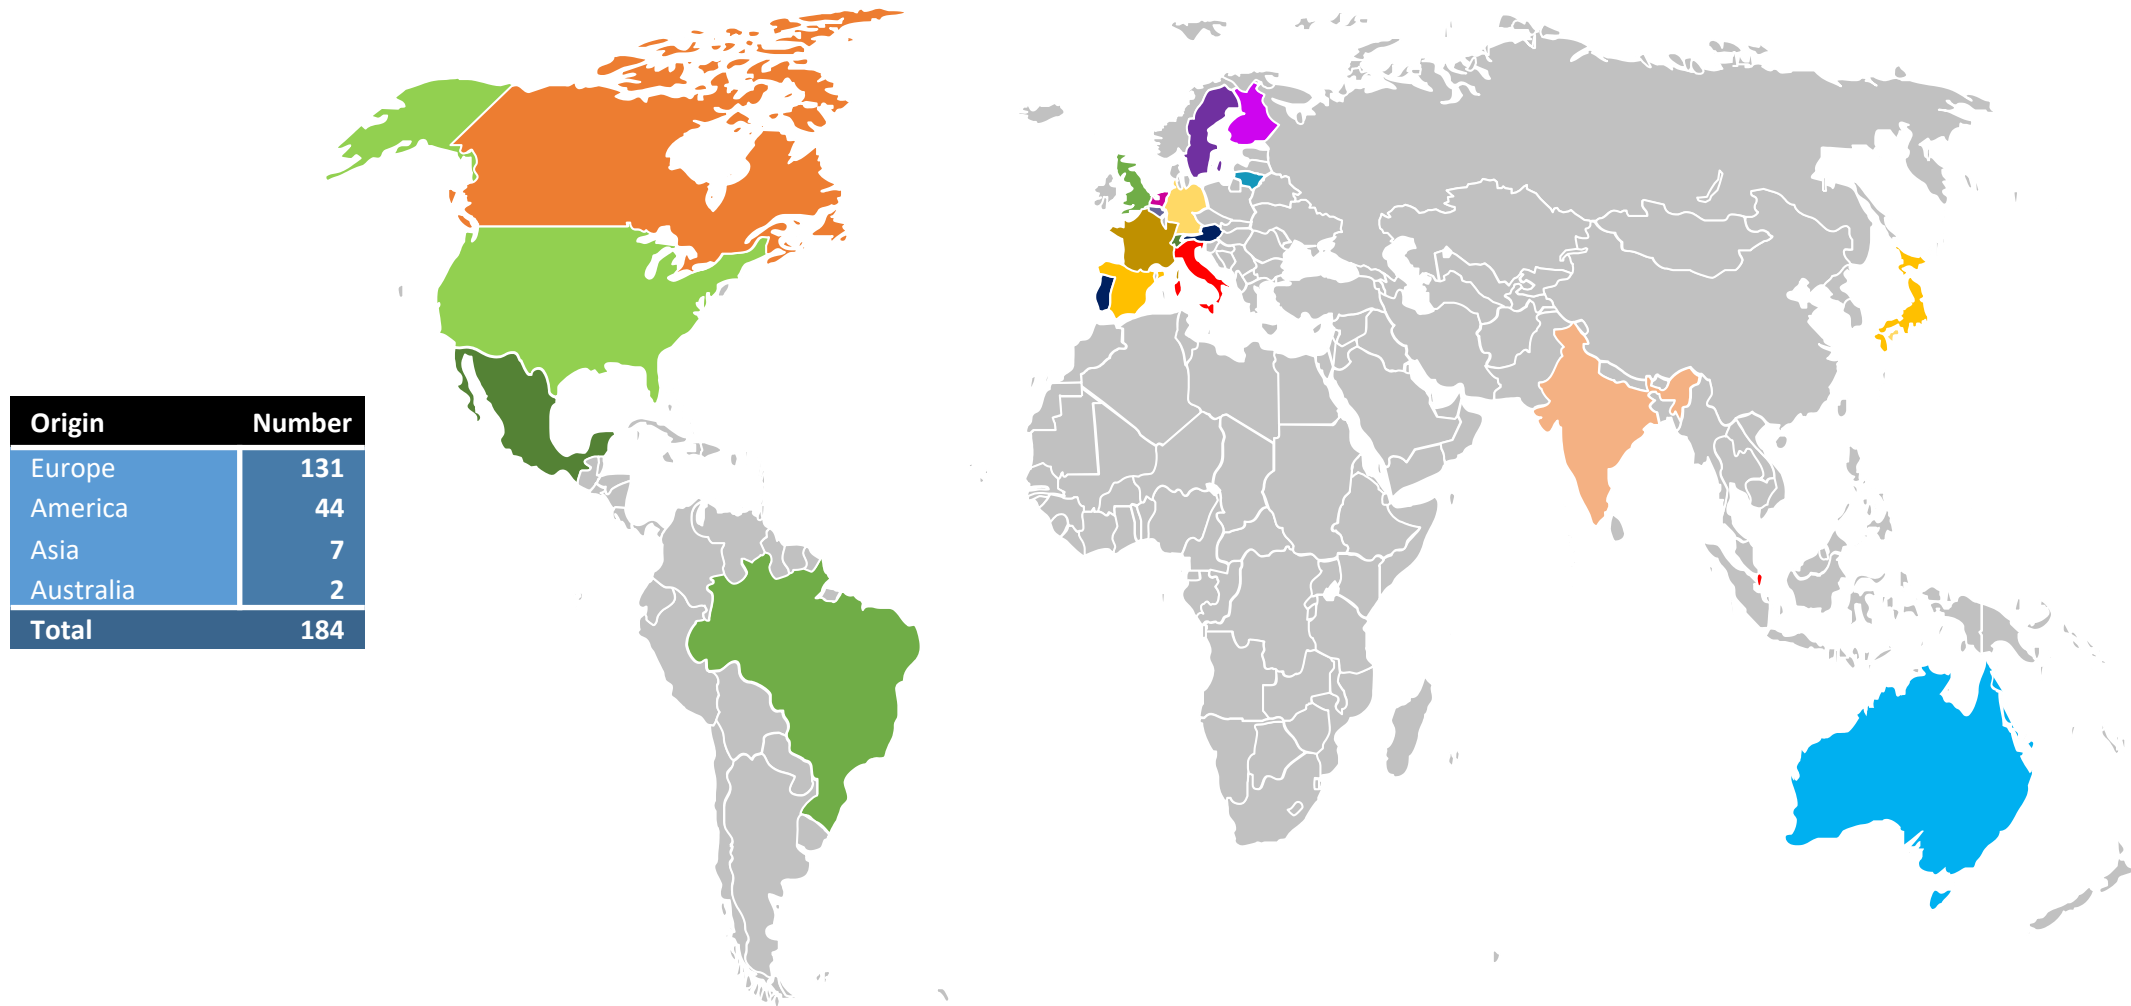 Origin Number
Europe 131
America 44
Asia 7
Australia 2
Total 184